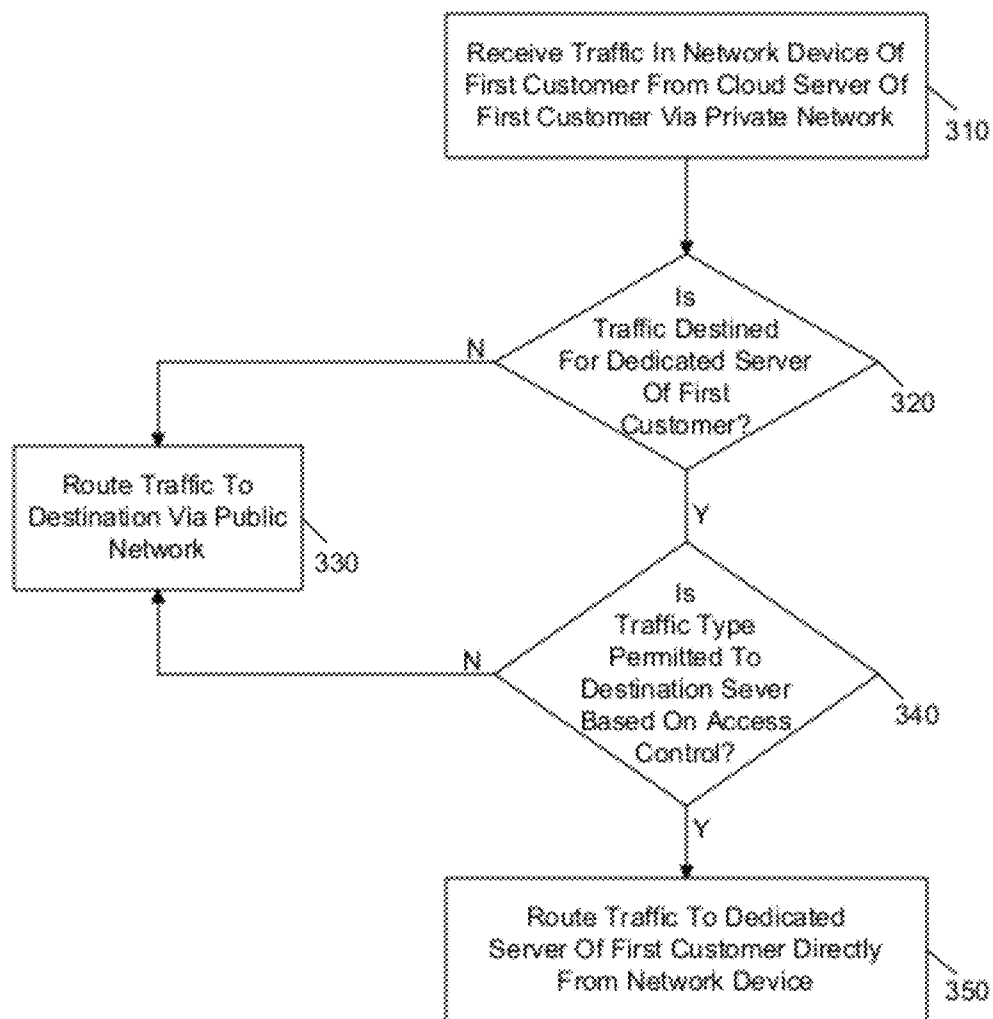 Receive Traffic In Network Device Of
First Customer From Cloud Server Of
First Customer Via Private Network
310
Is
Traffic Destined
For Dedicated Server
Of First
Customer?
N
320
Route Traffic To
Destination Via Public
Network
330
Y
Is
Traffic Type
Permitted To
Destination Sever
Based On Access
Control?
N
340
Y
Route Traffic To Dedicated
Server Of First Customer Directly
From Network Device
350